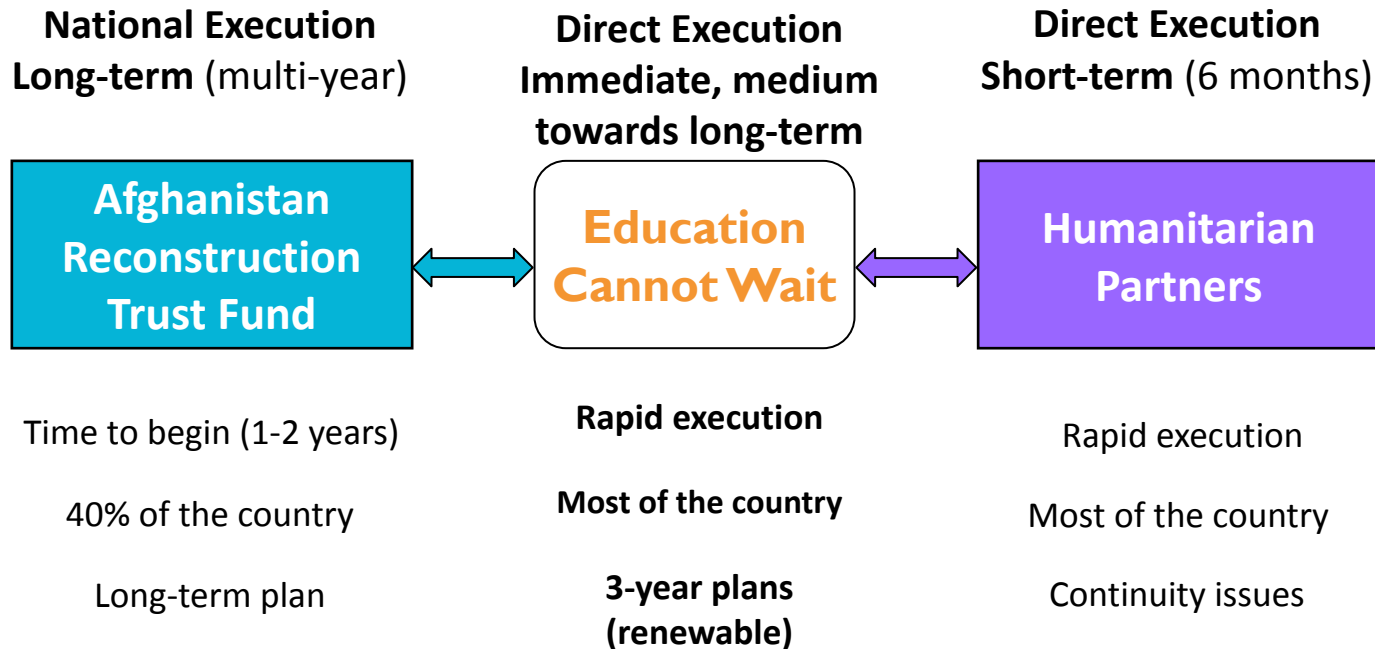 National Execution
Long-term (multi-year)
Direct Execution
Immediate, medium
towards long-term
Direct Execution
Short-term (6 months)
Afghanistan
Reconstruction
Trust Fund
Education
Cannot Wait
Humanitarian
Partners
Time to begin (1-2 years)
40% of the country
Long-term plan
Rapid execution
Most of the country
3-year plans
(renewable)
Rapid execution
Most of the country
Continuity issues